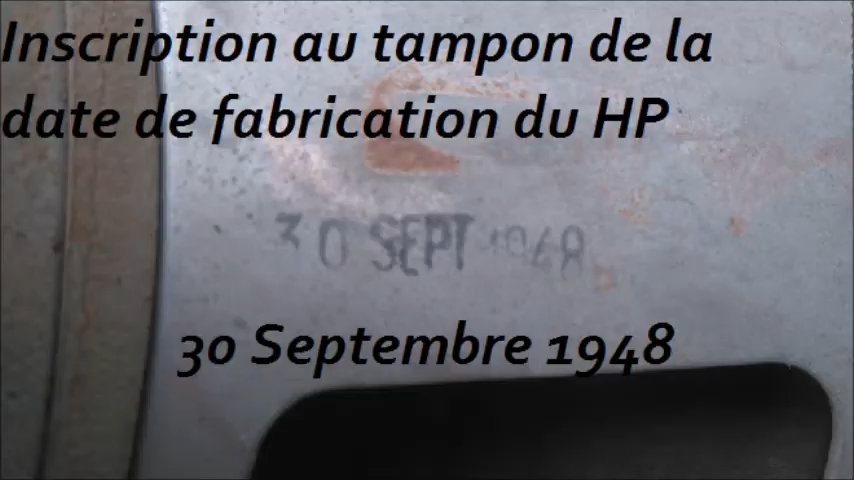 Inscription au tampon de la
date de fabrication du HP
30 SEPT 1948
30 Septembre 1948